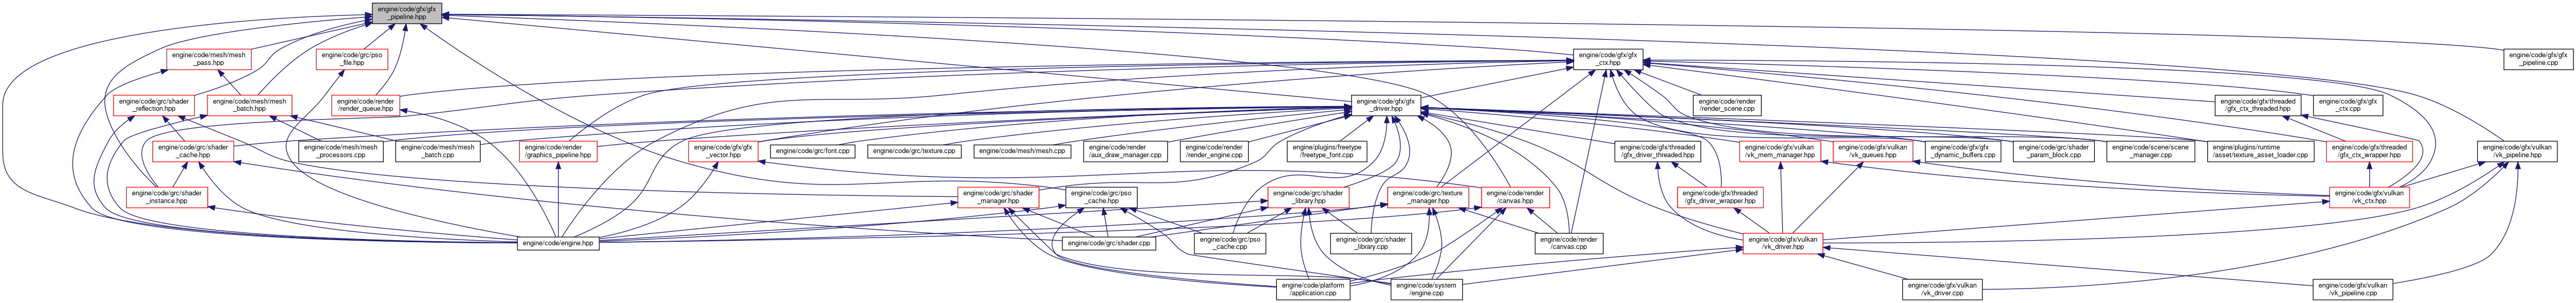 engine/code/gfx/gfx
_pipeline.hpp
engine/code/mesh/mesh
_pass.hpp
engine/code/grc/pso
_file.hpp
engine/code/gfx/gfx
_ctx.hpp
engine/code/gfx/gfx
_pipeline.cpp
engine/code/grc/shader
_reflection.hpp
engine/code/mesh/mesh
_batch.hpp
engine/code/render
/render_queue.hpp
engine/code/gfx/gfx
_driver.hpp
engine/code/render
/render_scene.cpp
engine/code/gfx/threaded
/gfx_ctx_threaded.hpp
engine/code/gfx/gfx
_ctx.cpp
engine/code/grc/shader
_cache.hpp
engine/code/mesh/mesh
_processors.cpp
engine/code/mesh/mesh
_batch.cpp
engine/code/render
/graphics_pipeline.hpp
engine/code/gfx/gfx
_vector.hpp
engine/code/grc/font.cpp
engine/code/grc/texture.cpp
engine/code/mesh/mesh.cpp
engine/code/render
/aux_draw_manager.cpp
engine/code/render
/render_engine.cpp
engine/plugins/freetype
/freetype_font.cpp
engine/code/gfx/threaded
/gfx_driver_threaded.hpp
engine/code/gfx/vulkan
/vk_mem_manager.hpp
engine/code/gfx/vulkan
/vk_queues.hpp
engine/code/gfx/gfx
_dynamic_buffers.cpp
engine/code/grc/shader
_param_block.cpp
engine/code/scene/scene
_manager.cpp
engine/plugins/runtime
/asset/texture_asset_loader.cpp
engine/code/gfx/threaded
/gfx_ctx_wrapper.hpp
engine/code/gfx/vulkan
/vk_pipeline.hpp
engine/code/grc/shader
_instance.hpp
engine/code/grc/shader
_manager.hpp
engine/code/grc/pso
_cache.hpp
engine/code/grc/shader
_library.hpp
engine/code/grc/texture
_manager.hpp
engine/code/render
/canvas.hpp
engine/code/gfx/threaded
/gfx_driver_wrapper.hpp
engine/code/gfx/vulkan
/vk_ctx.hpp
engine/code/engine.hpp
engine/code/grc/shader.cpp
engine/code/grc/pso
_cache.cpp
engine/code/grc/shader
_library.cpp
engine/code/render
/canvas.cpp
engine/code/gfx/vulkan
/vk_driver.hpp
engine/code/platform
/application.cpp
engine/code/system
/engine.cpp
engine/code/gfx/vulkan
/vk_driver.cpp
engine/code/gfx/vulkan
/vk_pipeline.cpp